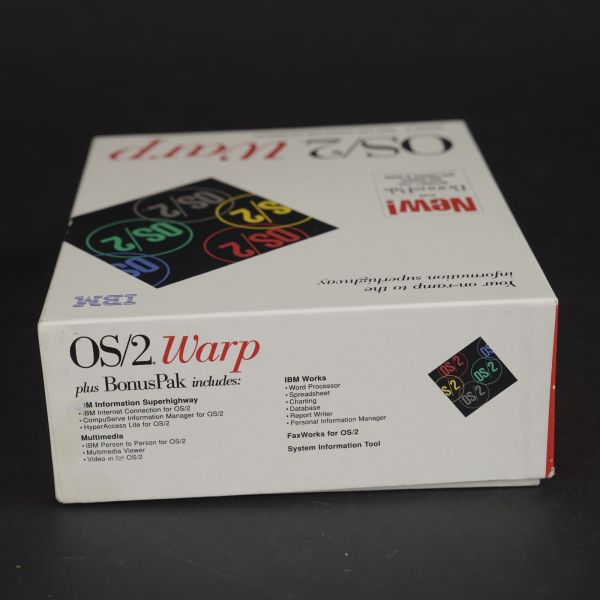 OS/2 Warp
New!
plus
BonusPak
Your on-ramp to the
information superhighway
IBM
OS/2
OS/2
OS/2
OS/2
OS/2
OS/2 Warp
plus BonusPak includes:
IBM Information Superhighway
• IBM Internet Connection for OS/2
• CompuServe Information Manager for OS/2
• HyperAccess Lite for OS/2
Multimedia
• IBM Person to Person for OS/2
• Multimedia Viewer
• Video in for OS/2
IBM Works
• Word Processor
• Spreadsheet
• Charting
• Database
• Report Writer
• Personal Information Manager
FaxWorks for OS/2
System Information Tool
OS/2
OS/2
OS/2
OS/2
OS